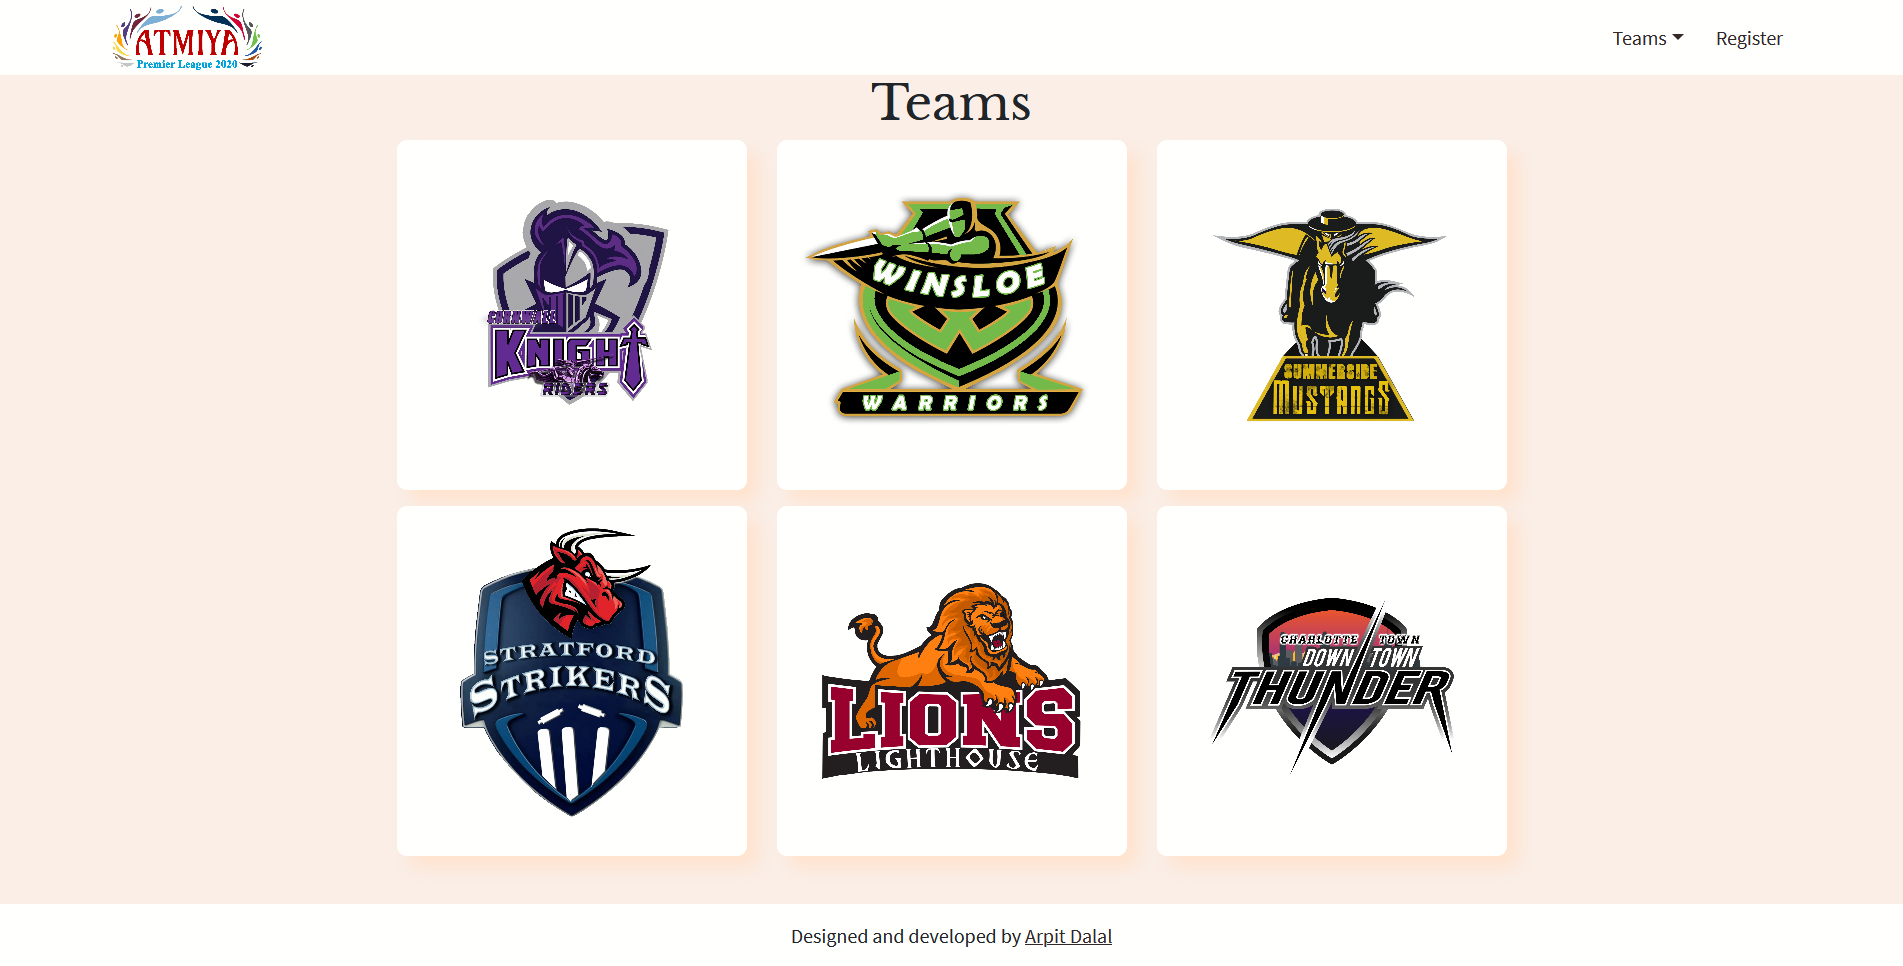 ATMIYA
Premier League 2020
Teams
Register
Teams
CORNWALL
KNIGHT
RIDERS
WINSLOE
WARRIORS
SUMMERSIDE
MUSTANGS
STRATFORD
STRIKERS
LIONS
LIGHTHOUSE
CHARLOTTE TOWN
DOWN TOWN
THUNDER
Designed and developed by Arpit Dalal